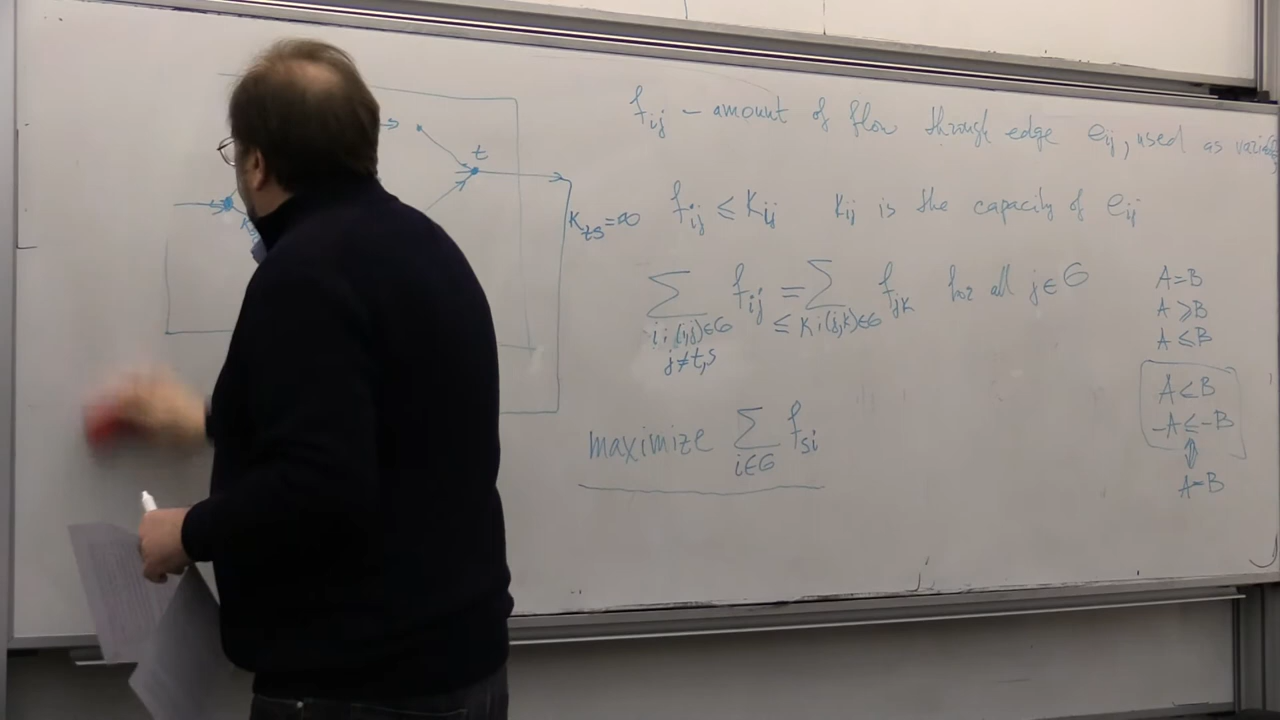 f_ij – amount of flow through edge e_ij, used as
t
K_ts=∞
f_ij ≤ K_ij K_ij is the capacity of e_ij
∑ f_ij = ∑ f_jk for all j∈G
i: (i,j)∈G ≤ K: (j,k)∈G
j≠t,s
maximize ∑ f_si
i∈G
A=B
A≥B
A≤B
A≤B
-A≤-B
⇕
A=B